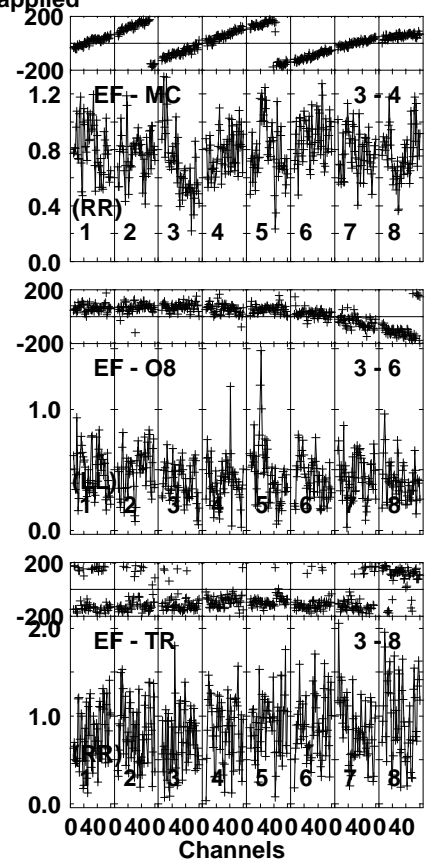 applied
200
-200
EF - MC 3 - 4
1.2
0.8
0.4
(RR)
1 2 3 4 5 6 7 8
0.0
200
-200
EF - O8 3 - 6
1.0
(LL)
1 2 3 4 5 6 7 8
0.0
200
-200
2.0
EF - TR 3 - 8
1.0
(RR)
1 2 3 4 5 6 7 8
0.0
0 40 0 40 0 40 0 40 0 40 0 40 0 40 0 40
Channels